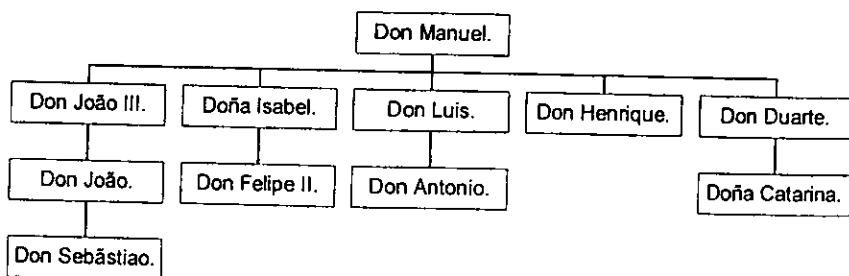 Don Manuel.
Don João III.
Doña Isabel.
Don Luis.
Don Henrique.
Don Duarte.
Don João.
Don Felipe II.
Don Antonio.
Doña Catarina.
Don Sebãstiao.